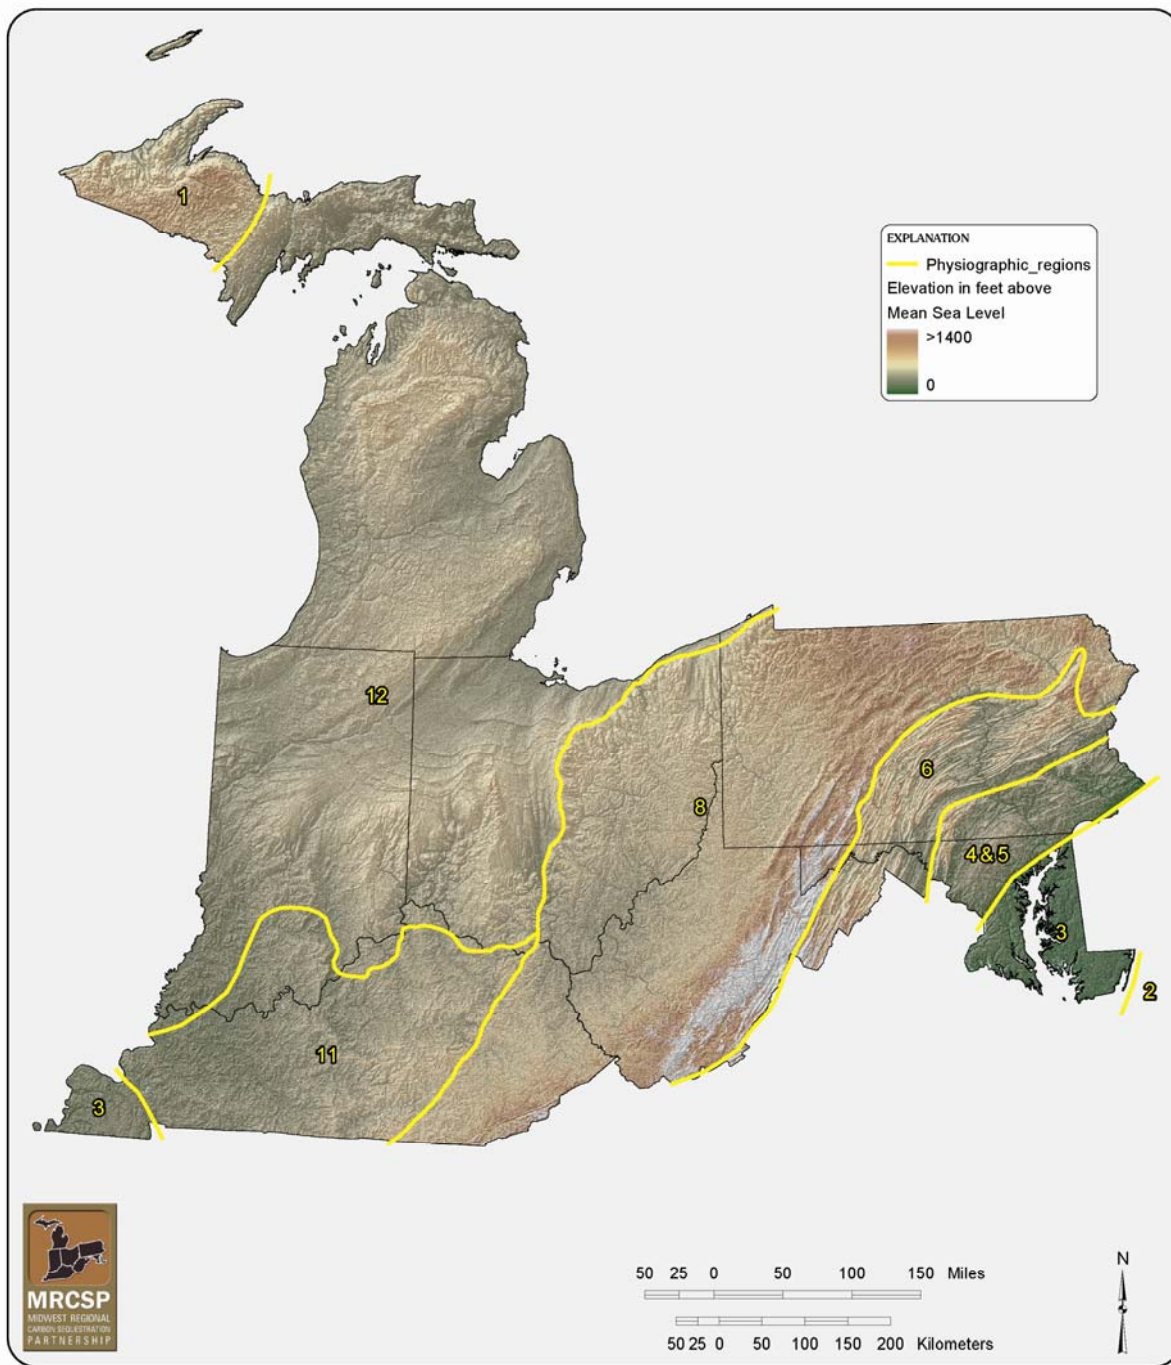 1
EXPLANATION
Physiographic_regions
Elevation in feet above
Mean Sea Level
>1400
0
12
6
8
4 & 5
3
2
11
3
MRCSP
MIDWEST REGIONAL
CARBON SEQUESTRATION
PARTNERSHIP
50 25 0 50 100 150 Miles
50 25 0 50 100 150 200 Kilometers
N